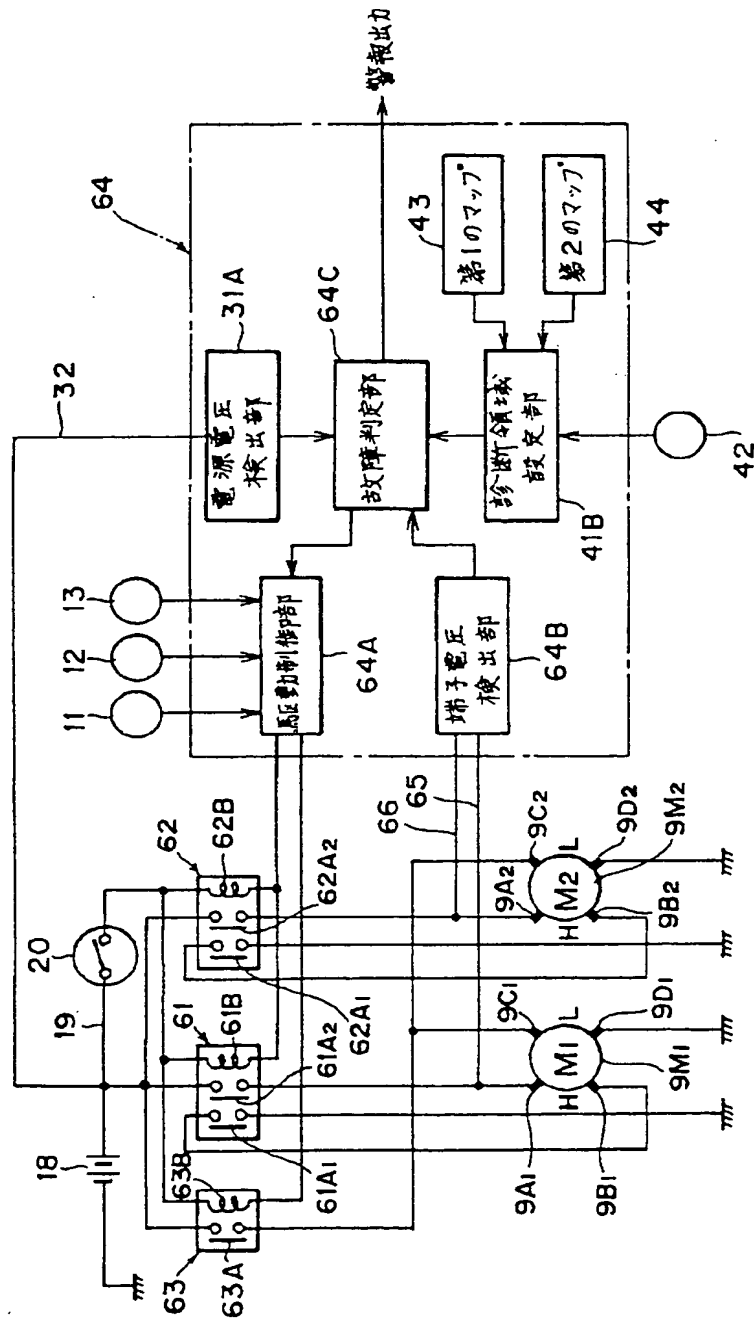 64
警報出力
32
31A
電源電圧
検出部
64C
故障判定部
43
第1のマップ
44
第2のマップ
診断領域
設定部
41B
42
13
12
11
駆動制御部
64A
端子電圧
検出部
64B
66
65
20
19
18
62
62B
62A2
62A1
61
61B
61A2
61A1
63B
63
63A
9C2
9D2
9A2
M2
H
L
9M2
9B2
9C1
9D1
M1
H
L
9M1
9A1
9B1